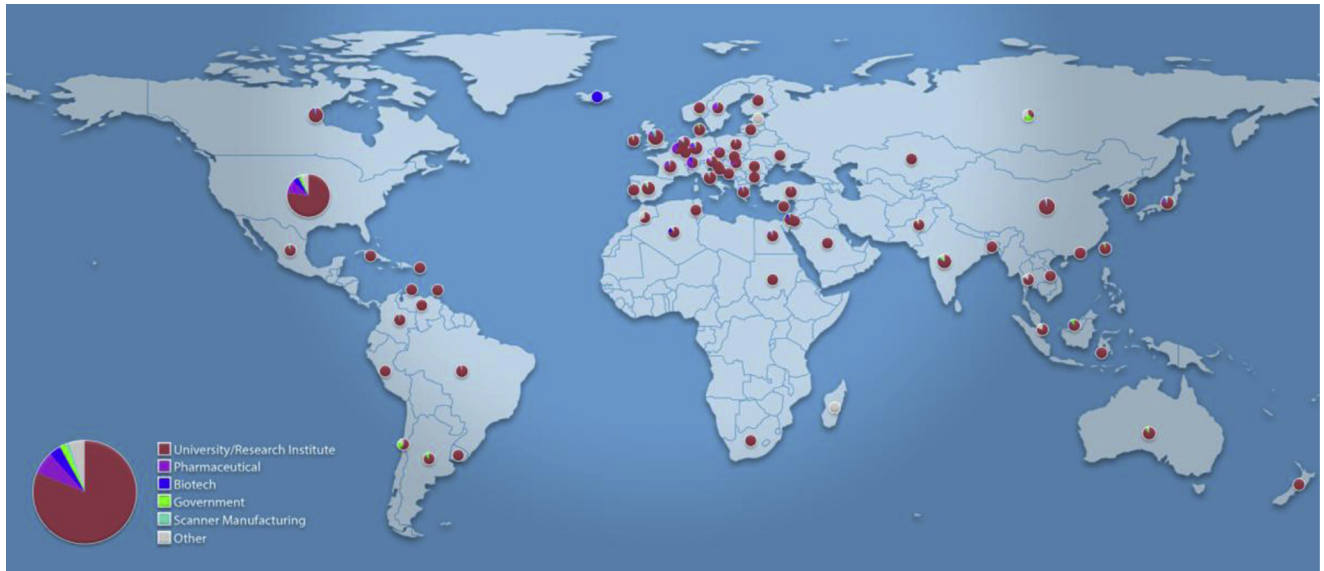 University/Research Institute
Pharmaceutical
Biotech
Government
Scanner Manufacturing
Other